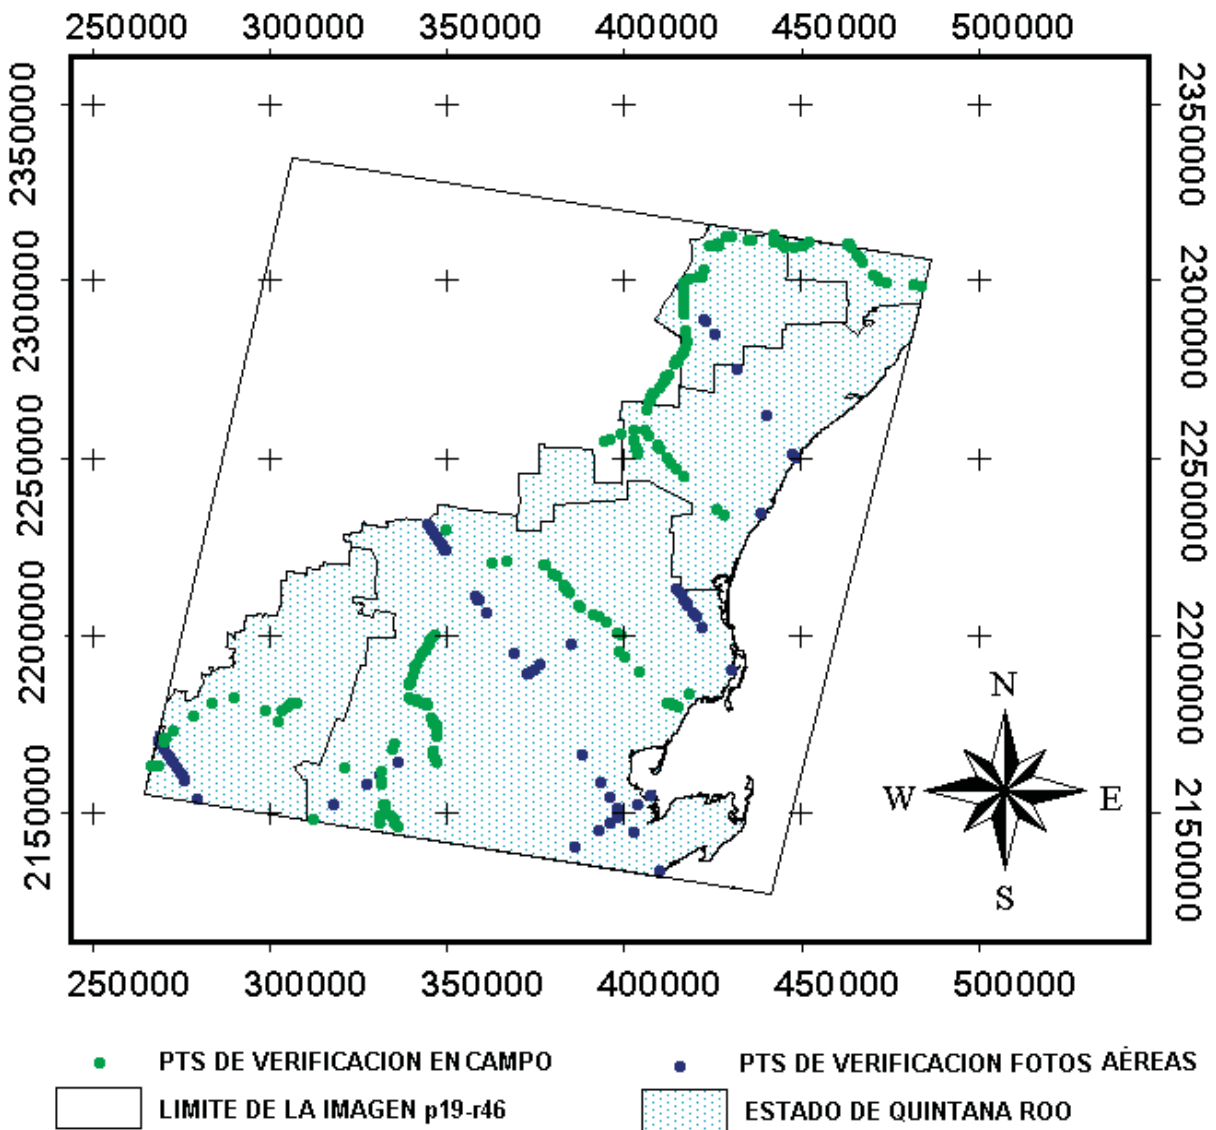 250000 300000 350000 400000 450000 500000
2350000
2300000
2250000
2200000
2150000
2350000
2300000
2250000
2200000
2150000
N
W
E
S
250000 300000 350000 400000 450000 500000
PTS DE VERIFICACION EN CAMPO
PTS DE VERIFICACION FOTOS AÉREAS
LIMITE DE LA IMAGEN p19-r46
ESTADO DE QUINTANA ROO